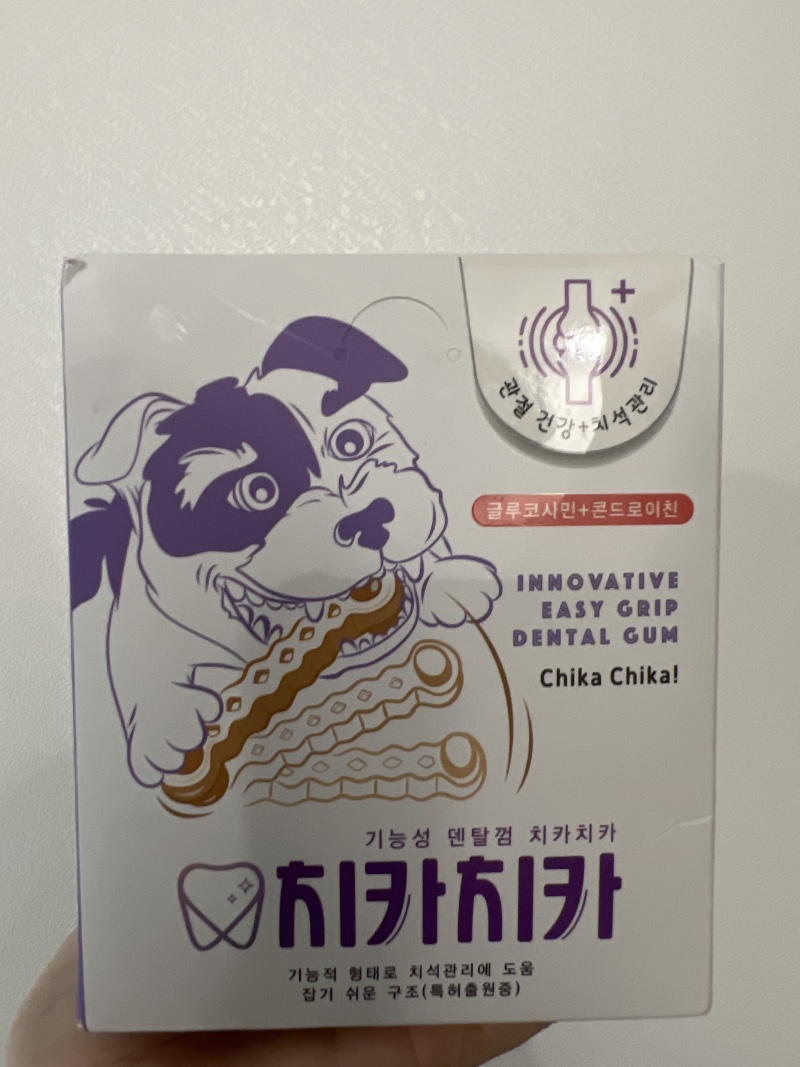 관절 건강+치석관리
글루코사민+콘드로이친
INNOVATIVE
EASY GRIP
DENTAL GUM
Chika Chika!
기능성 덴탈껌 치카치카
치카치카
기능적 형태로 치석관리에 도움
잡기 쉬운 구조(특허출원중)